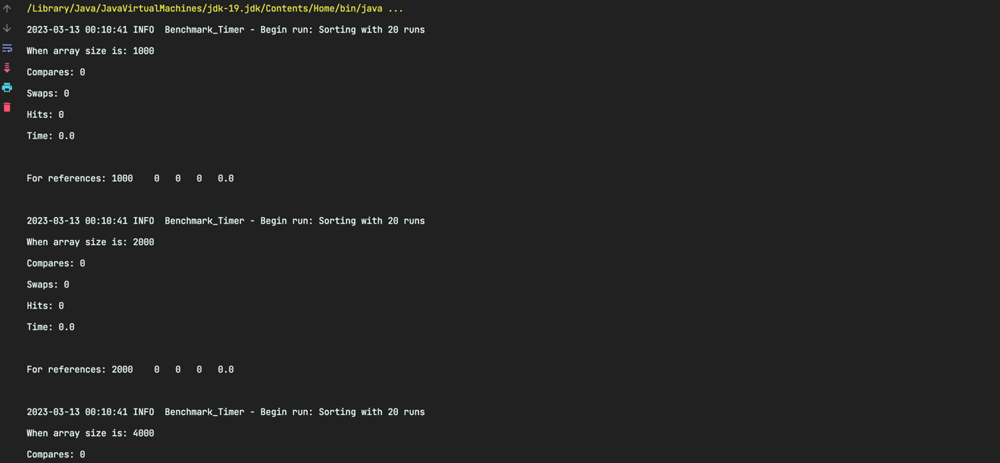 /Library/Java/JavaVirtualMachines/jdk-19.jdk/Contents/Home/bin/java ...
2023-03-13 00:10:41 INFO  Benchmark_Timer - Begin run: Sorting with 20 runs
When array size is: 1000
Compares: 0
Swaps: 0
Hits: 0
Time: 0.0
For references: 1000    0   0   0   0.0
2023-03-13 00:10:41 INFO  Benchmark_Timer - Begin run: Sorting with 20 runs
When array size is: 2000
Compares: 0
Swaps: 0
Hits: 0
Time: 0.0
For references: 2000    0   0   0   0.0
2023-03-13 00:10:41 INFO  Benchmark_Timer - Begin run: Sorting with 20 runs
When array size is: 4000
Compares: 0